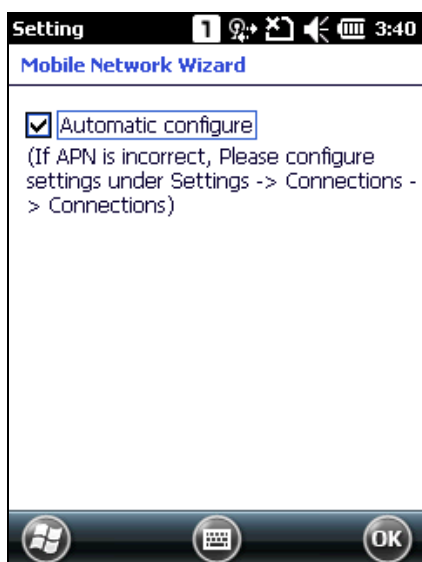 Setting 1 3:40
Mobile Network Wizard
Automatic configure
(If APN is incorrect, Please configure
settings under Settings -> Connections -
> Connections)
OK